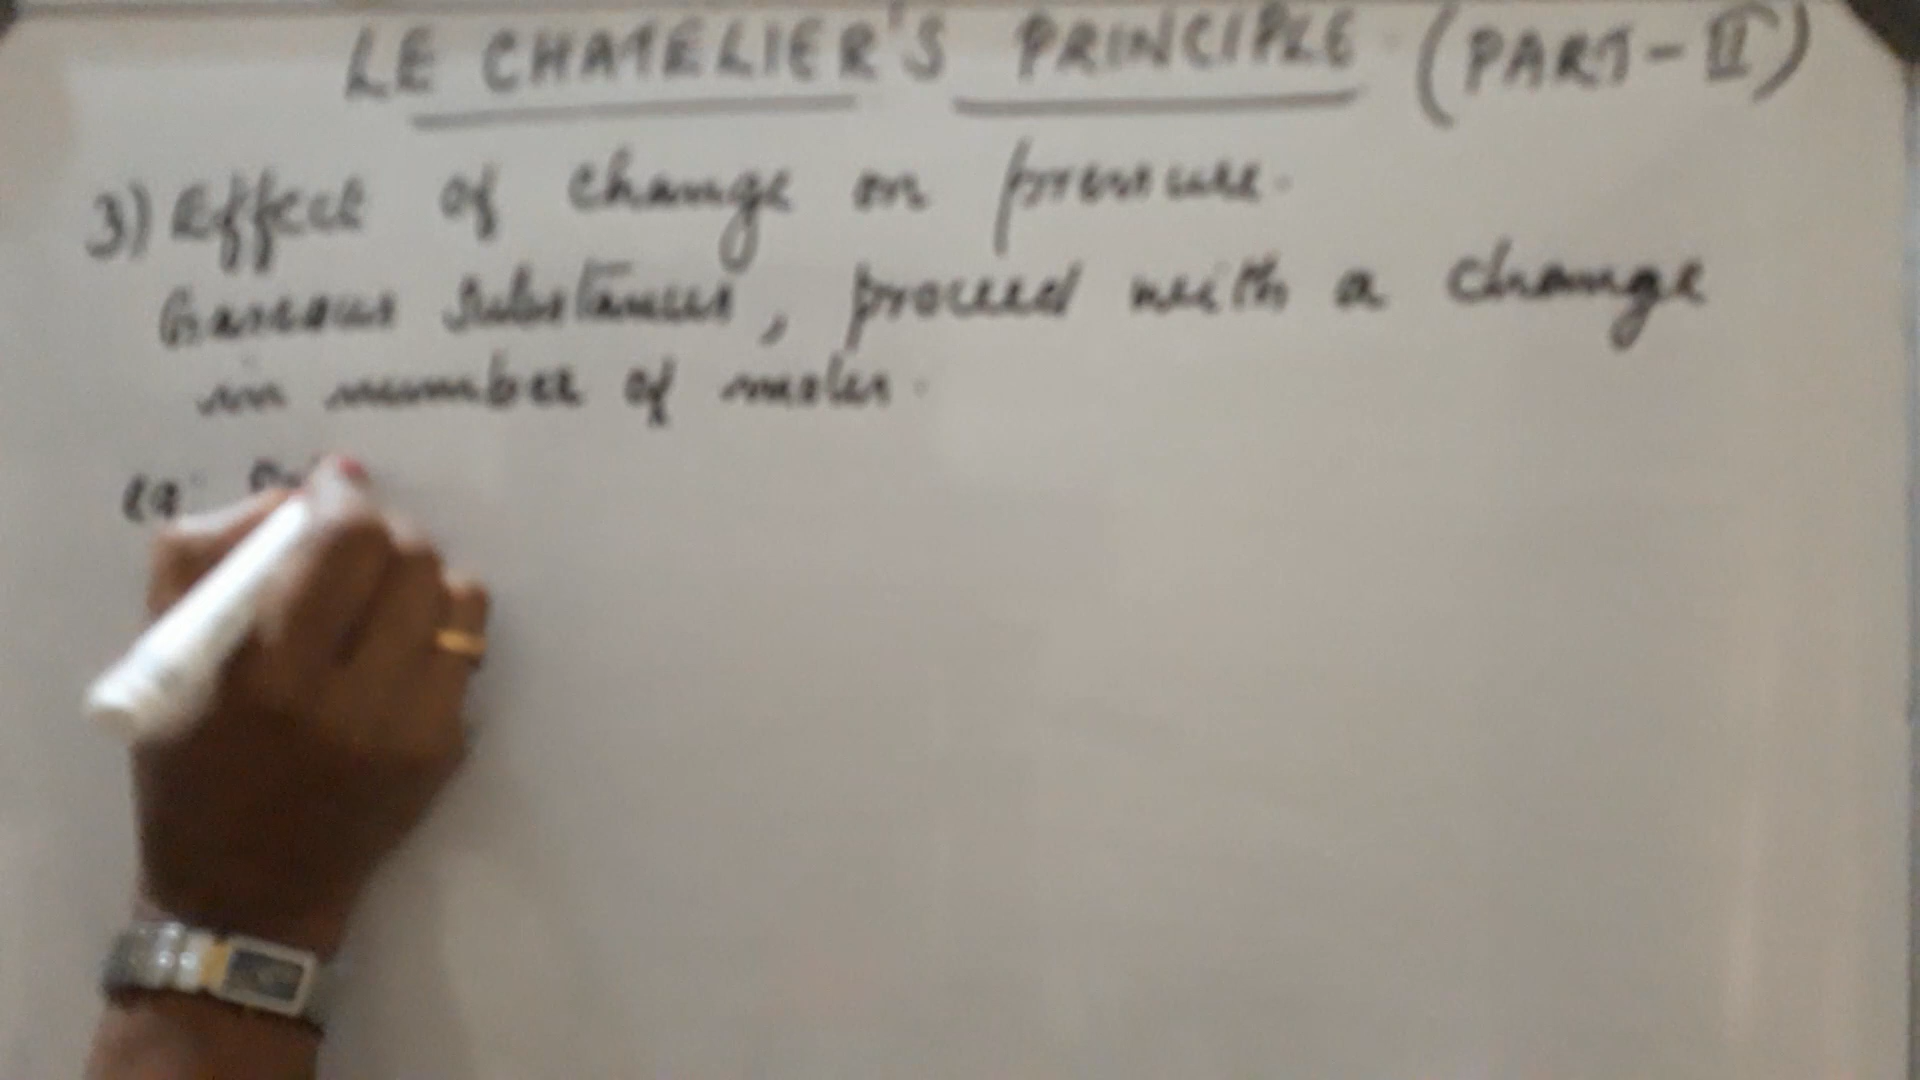 LE CHATELIER'S PRINCIPLE (PART-II)
3) Effect of change on pressure.
Gaseous substances, proceed with a change
in number of moles.
eg: